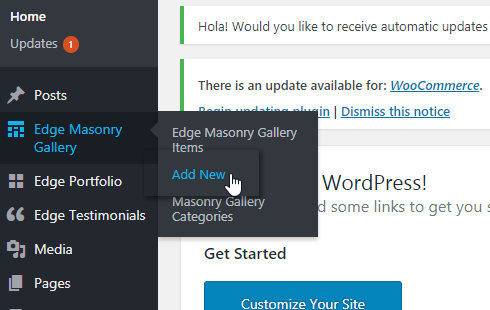 Home
Updates 1
Posts
Edge Masonry
Gallery
Edge Portfolio
Edge Testimonials
Media
Pages
Edge Masonry Gallery
Items
Add New
Masonry Gallery
Categories
Hola! Would you like to receive automatic updates
There is an update available for: WooCommerce.
Begin updating plugin | Dismiss this notice
WordPress!
d some links to get you s
Get Started
Customize Your Site